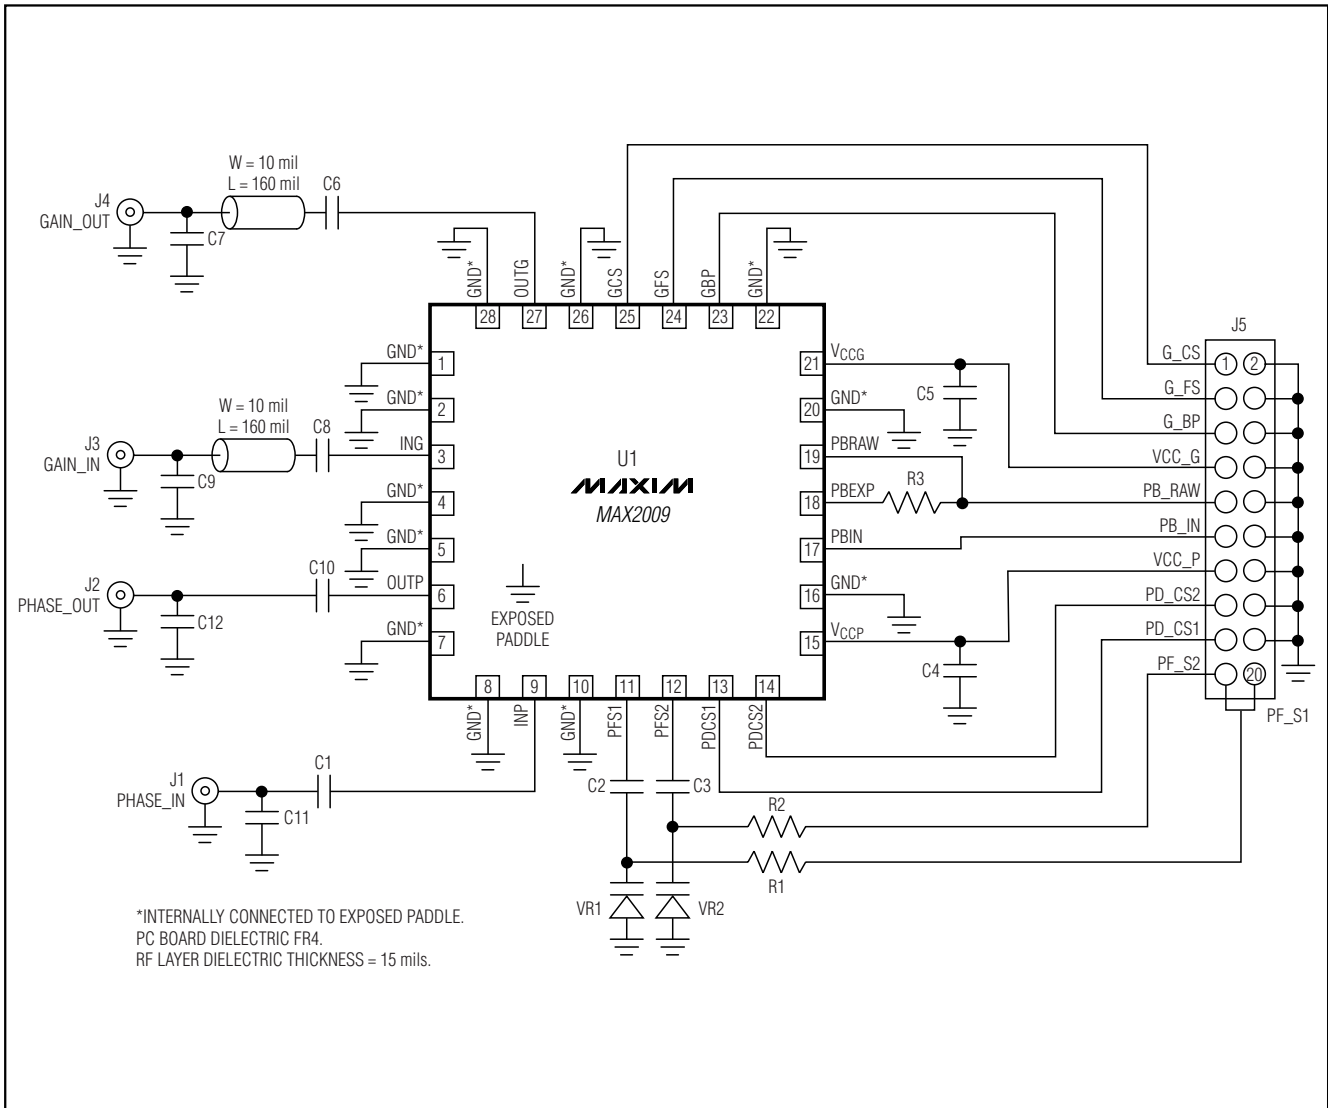 W = 10 mil
L = 160 mil
C6
J4
GAIN_OUT
C7
GND*
OUTG
GND*
GCS
GFS
GBP
GND*
28
27
26
25
24
23
22
J5
GND*
1
GND*
2
W = 10 mil
L = 160 mil
C8
J3
GAIN_IN
C9
ING
3
GND*
4
GND*
5
C10
J2
PHASE_OUT
C12
OUTP
6
GND*
7
U1
MAXIM
MAX2009
EXPOSED
PADDLE
21
VCCG
C5
20
GND*
19
PBRAW
18
PBEXP
R3
17
PBIN
16
GND*
15
VCCP
C4
G_CS
1
2
G_FS
G_BP
VCC_G
PB_RAW
PB_IN
VCC_P
PD_CS2
PD_CS1
PF_S2
20
PF_S1
8
9
10
11
12
13
14
GND*
INP
GND*
PFS1
PFS2
PDCS1
PDCS2
C1
J1
PHASE_IN
C11
C2
C3
R2
R1
VR1
VR2
*INTERNALLY CONNECTED TO EXPOSED PADDLE.
PC BOARD DIELECTRIC FR4.
RF LAYER DIELECTRIC THICKNESS = 15 mils.